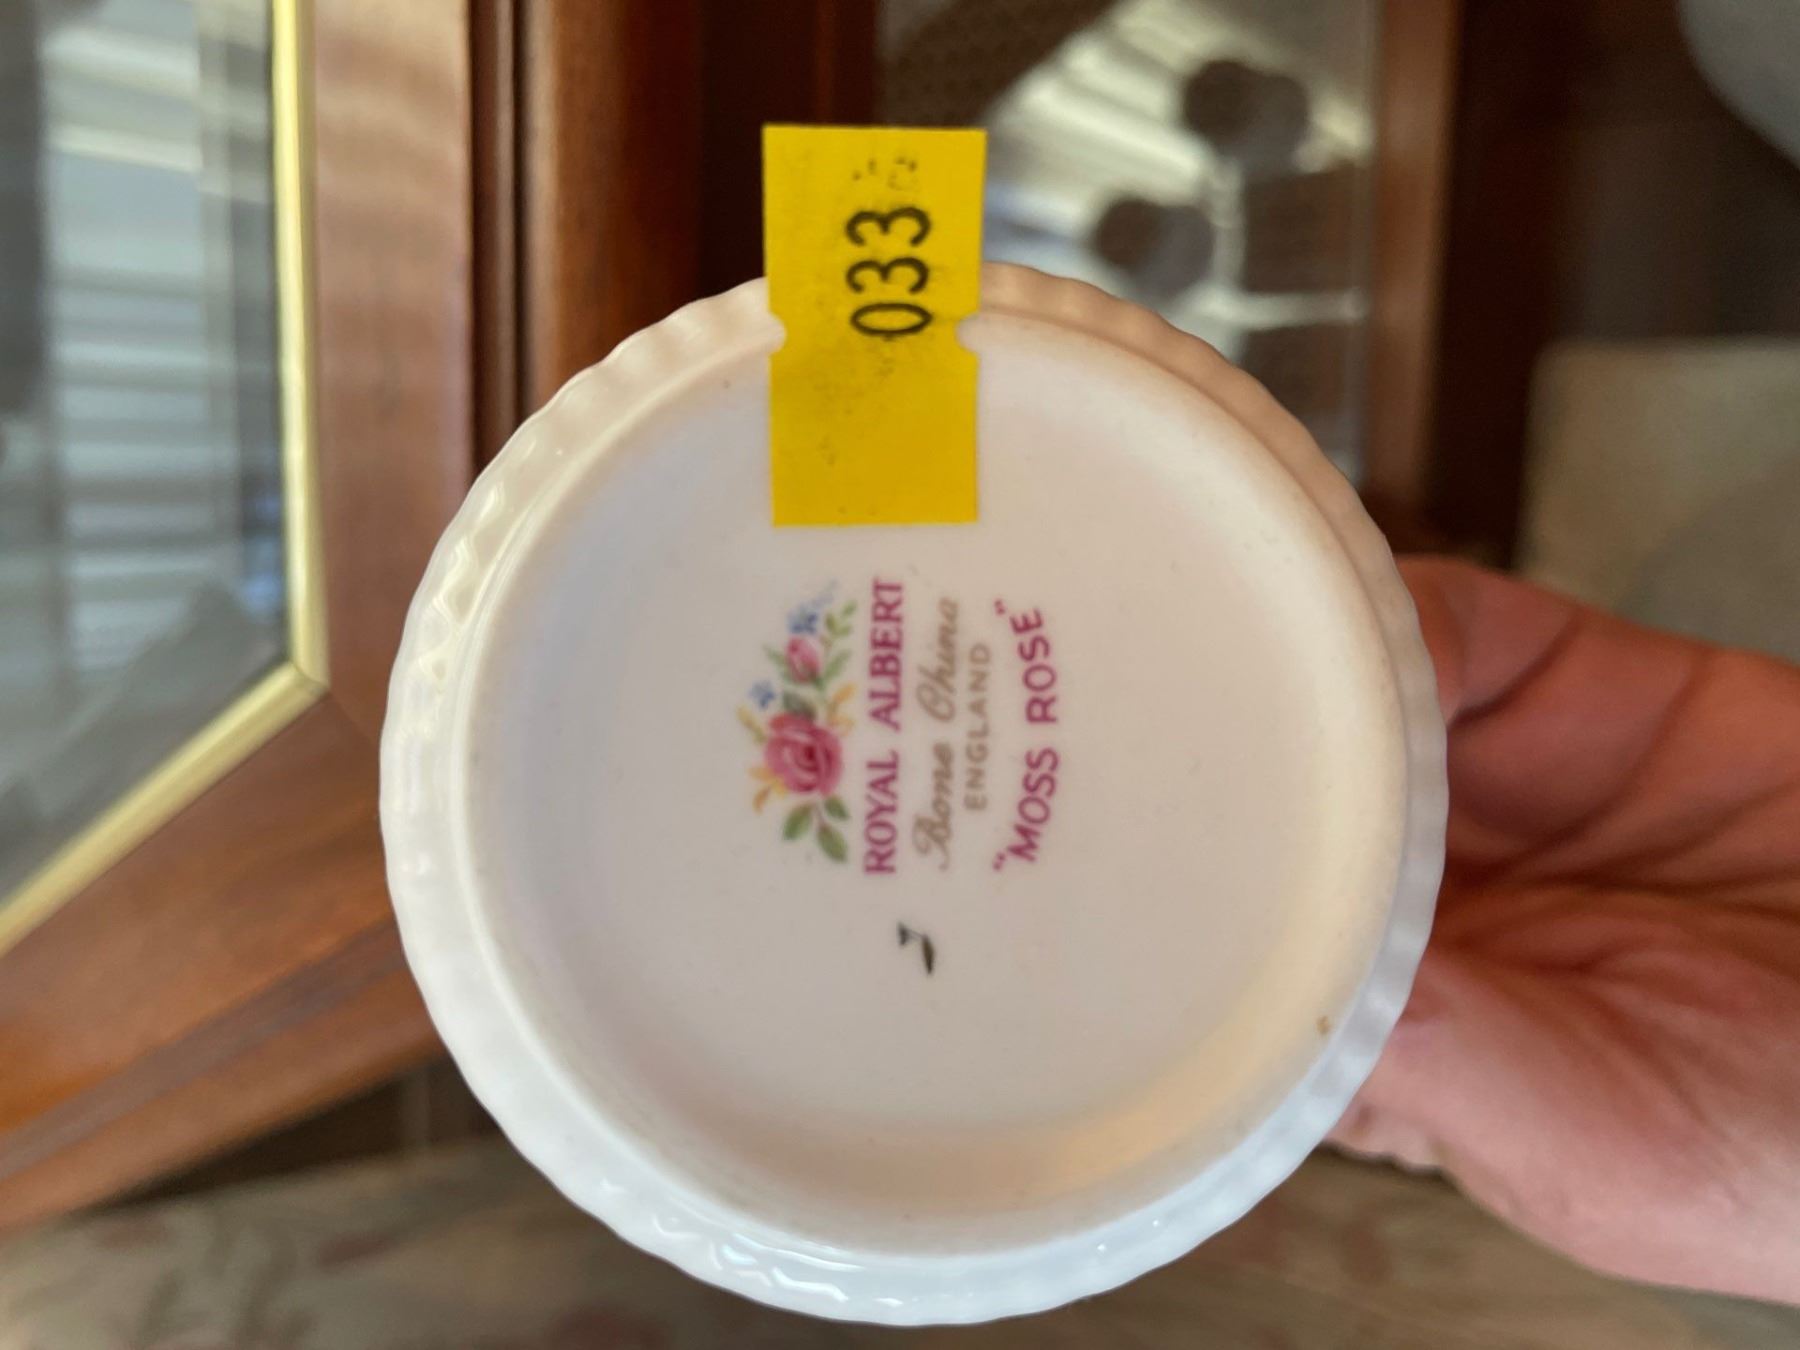 033
ROYAL ALBERT
Bone China
ENGLAND
"MOSS ROSE"